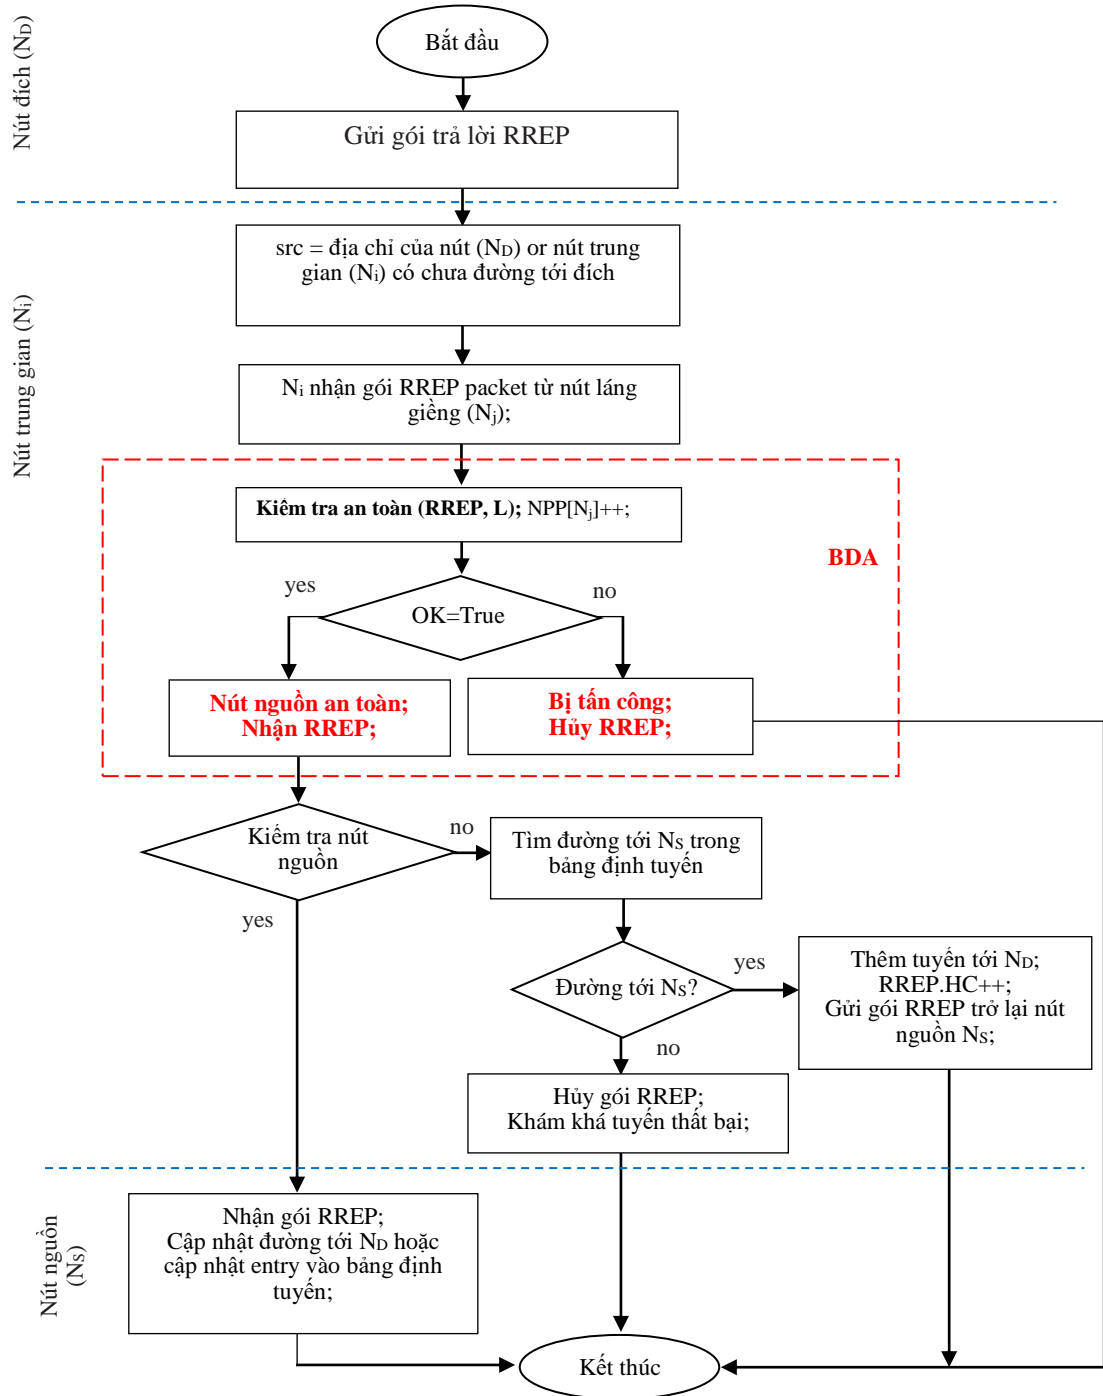 Nút đích (ND)
Bắt đầu
Gửi gói trả lời RREP
Nút trung gian (Ni)
src = địa chỉ của nút (ND) or nút trung
gian (Ni) có chưa đường tới đích
Ni nhận gói RREP packet từ nút láng
giềng (Nj);
Kiểm tra an toàn (RREP, L); NPP[Nj]++;
BDA
yes
no
OK=True
Nút nguồn an toàn;
Nhận RREP;
Bị tấn công;
Hủy RREP;
Kiểm tra nút
nguồn
no
yes
Tìm đường tới NS trong
bảng định tuyến
Đường tới NS?
yes
no
Thêm tuyến tới ND;
RREP.HC++;
Gửi gói RREP trở lại nút
nguồn NS;
Hủy gói RREP;
Khám khá tuyến thất bại;
Nút nguồn
(NS)
Nhận gói RREP;
Cập nhật đường tới ND hoặc
cập nhật entry vào bảng định
tuyến;
Kết thúc